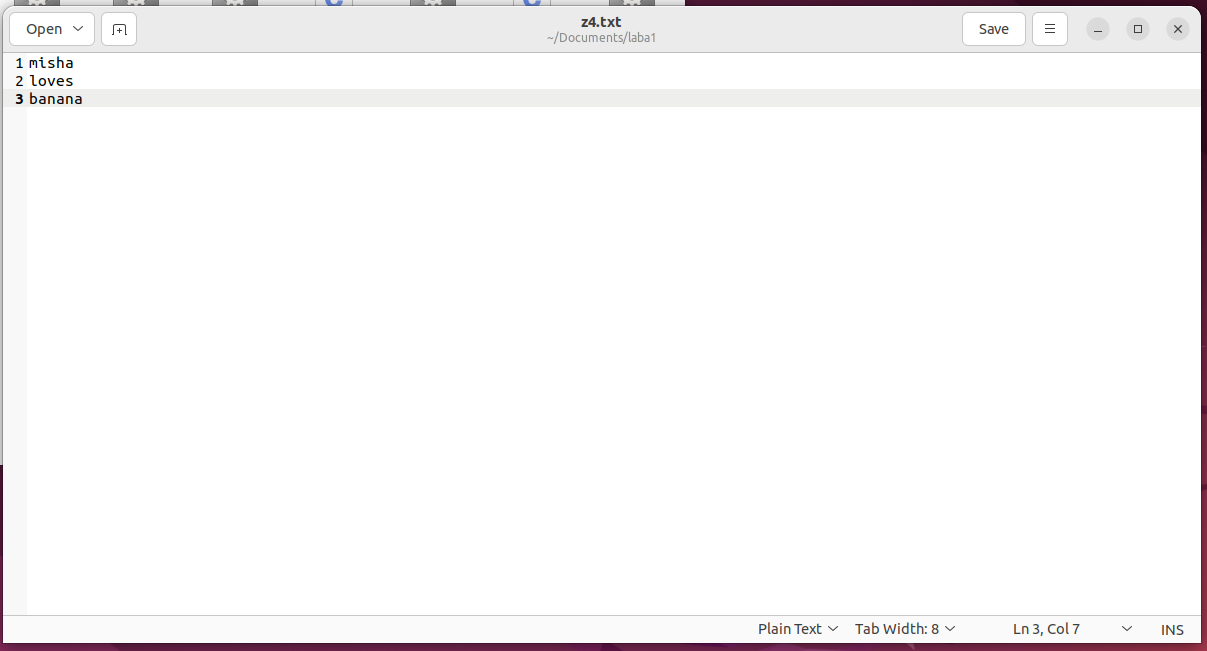 Open
z4.txt
~/Documents/laba1
Save
1 misha
2 loves
3 banana
Plain Text Tab Width: 8 Ln 3, Col 7 INS